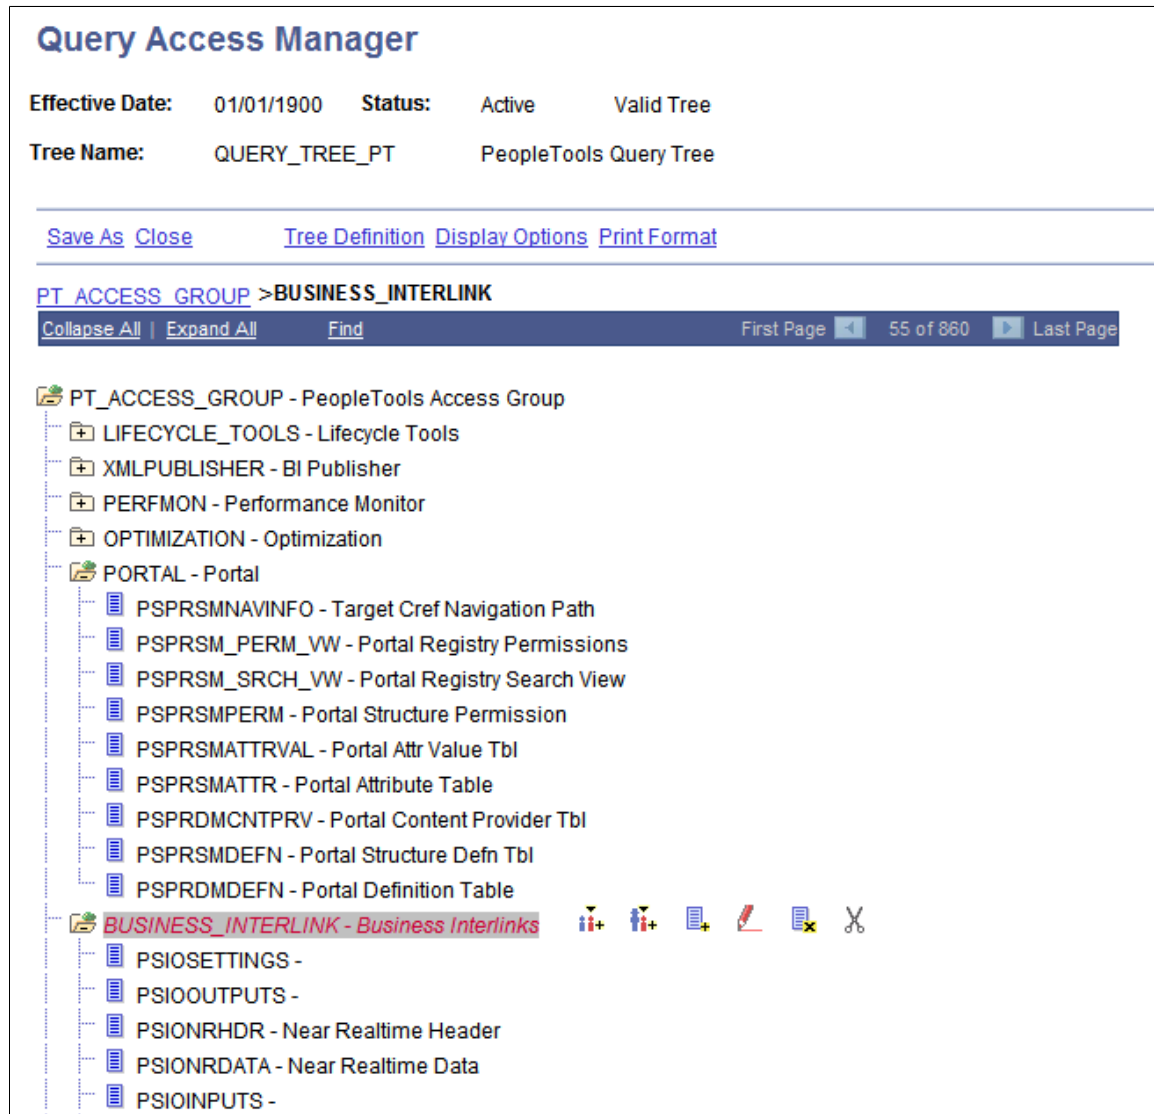 Query Access Manager
Effective Date: 01/01/1900 Status: Active Valid Tree
Tree Name: QUERY_TREE_PT PeopleTools Query Tree
Save As Close Tree Definition Display Options Print Format
PT_ACCESS_GROUP >BUSINESS_INTERLINK
Collapse All | Expand All Find First Page 55 of 860 Last Page
PT_ACCESS_GROUP - PeopleTools Access Group
LIFECYCLE_TOOLS - Lifecycle Tools
XMLPUBLISHER - BI Publisher
PERFMON - Performance Monitor
OPTIMIZATION - Optimization
PORTAL - Portal
PSPRSMNAVINFO - Target Cref Navigation Path
PSPRSM_PERM_VW - Portal Registry Permissions
PSPRSM_SRCH_VW - Portal Registry Search View
PSPRSMPERM - Portal Structure Permission
PSPRSMATTRVAL - Portal Attr Value Tbl
PSPRSMATTR - Portal Attribute Table
PSPRDMCNTPRV - Portal Content Provider Tbl
PSPRSMDEFN - Portal Structure Defn Tbl
PSPRDMDEFN - Portal Definition Table
BUSINESS_INTERLINK - Business Interlinks
PSIOSETTINGS -
PSIOOUTPUTS -
PSIONRHDR - Near Realtime Header
PSIONRDATA - Near Realtime Data
PSIOINPUTS -